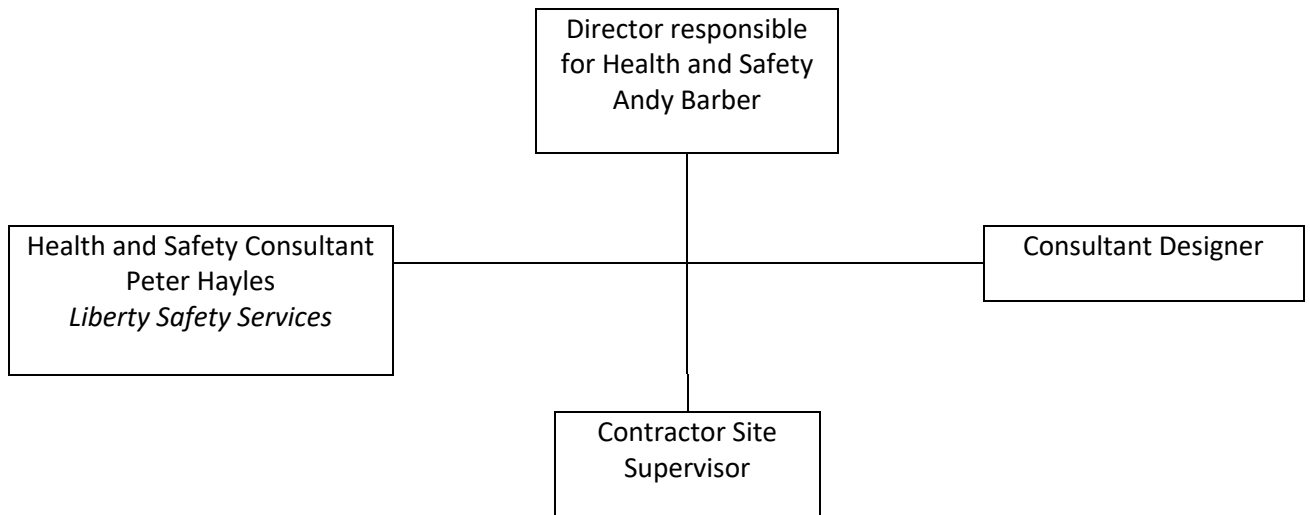 Director responsible
for Health and Safety
Andy Barber
Health and Safety Consultant
Peter Hayles
Liberty Safety Services
Consultant Designer
Contractor Site
Supervisor